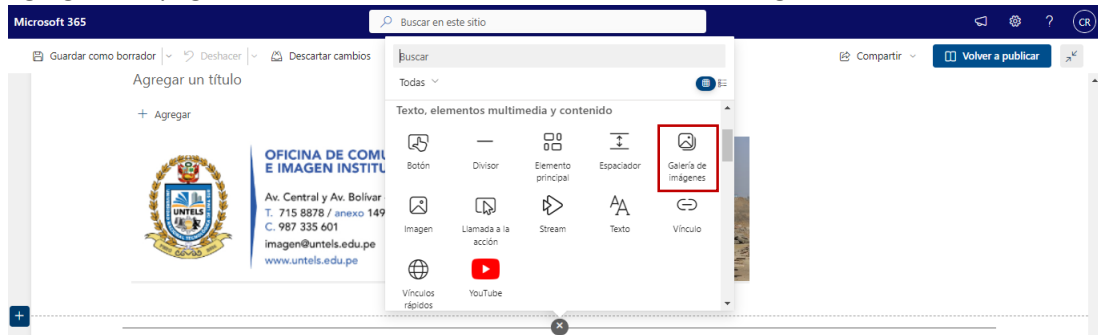 Microsoft 365
Buscar en este sitio
CR
Guardar como borrador
Deshacer
Descartar cambios
Buscar
Compartir
Volver a publicar
Todas
Agregar un título
Agregar
Texto, elementos multimedia y contenido
Botón
Divisor
Elemento principal
Espaciador
Galería de imágenes
Imagen
Llamada a la acción
Stream
Texto
Vínculo
Vínculos rápidos
YouTube
UNTELS
OFICINA DE COMU
E IMAGEN INSTITU
Av. Central y Av. Bolívar
T. 715 8878 / anexo 149
C. 987 335 601
imagen@untels.edu.pe
www.untels.edu.pe